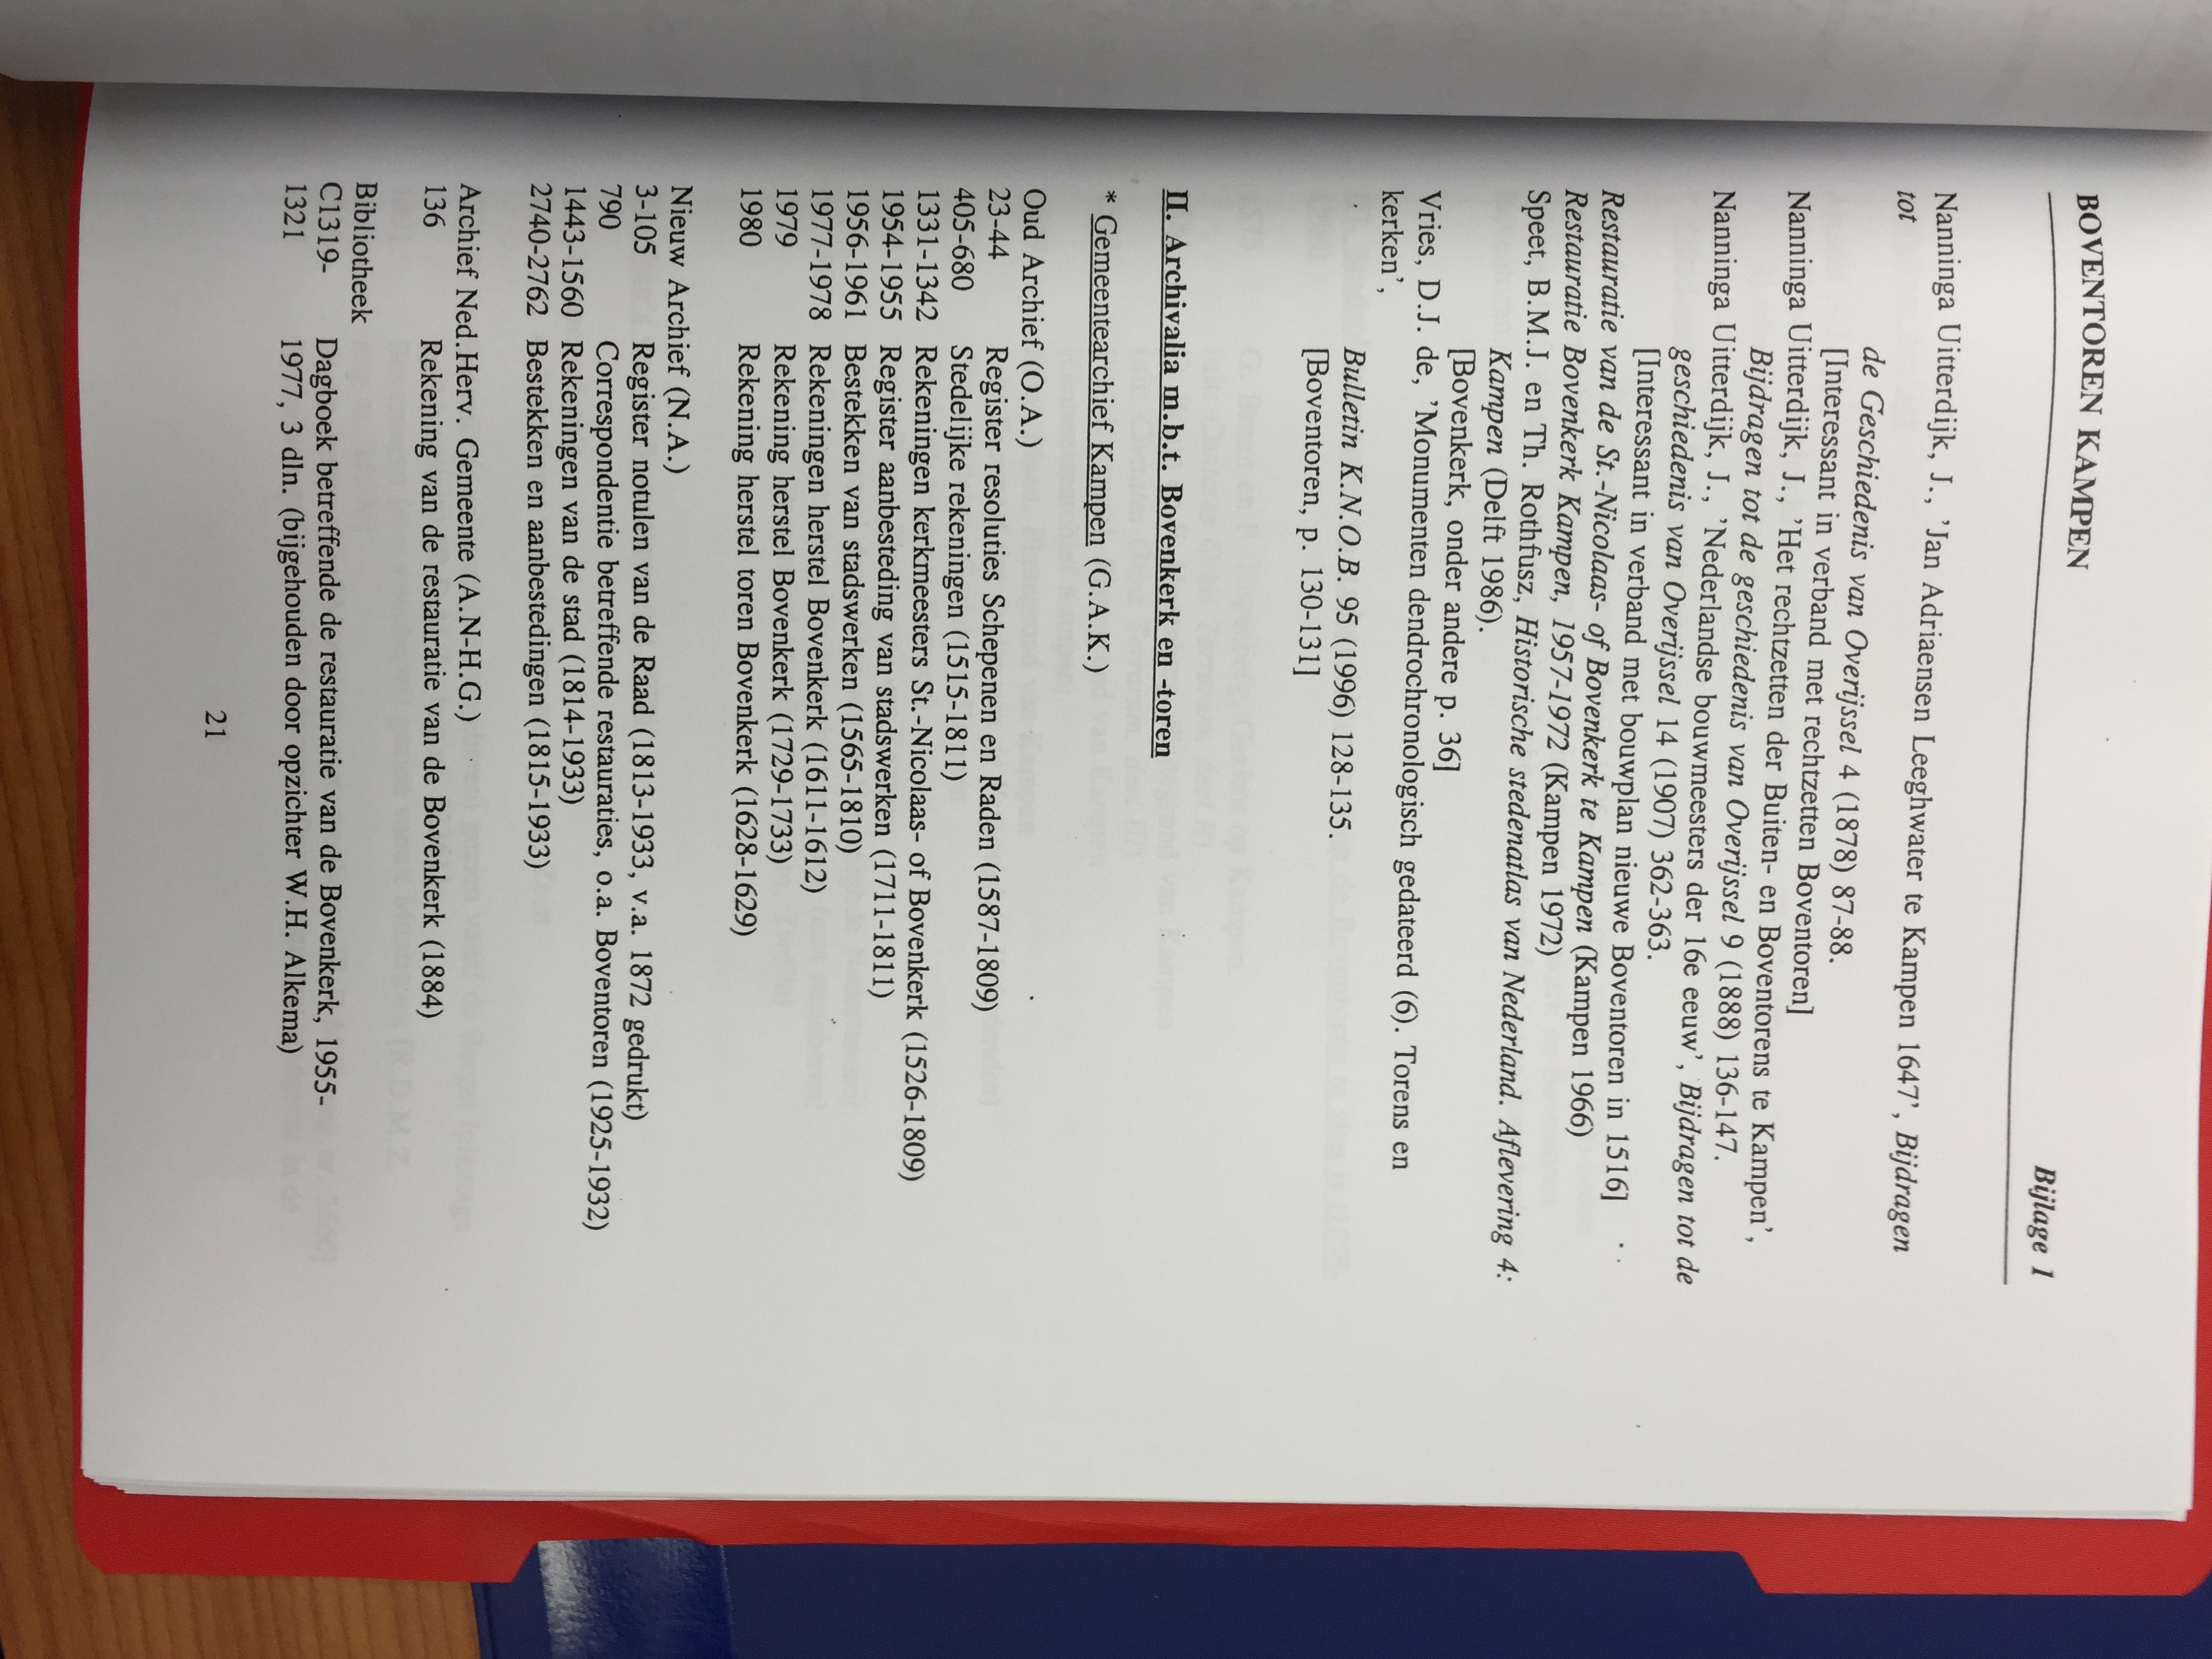 BOVENTOREN KAMPEN
Bijlage 1
Nanninga Uitterdijk, J., 'Jan Adriaensen Leeghwater te Kampen 1647', Bijdragen
tot
de Geschiedenis van Overijssel 4 (1878) 87-88.
[Interessant in verband met rechtzetten Boventoren]
Nanninga Uitterdijk, J., 'Het rechtzetten der Buiten- en Boventorens te Kampen',
Bijdragen tot de geschiedenis van Overijssel 9 (1888) 136-147.
Nanninga Uitterdijk, J., 'Nederlandse bouwmeesters der 16e eeuw', Bijdragen tot de
geschiedenis van Overijssel 14 (1907) 362-363.
[Interessant in verband met bouwplan nieuwe Boventoren in 1516]
Restauratie van de St.-Nicolaas- of Bovenkerk te Kampen (Kampen 1966)
Restauratie Bovenkerk Kampen, 1957-1972 (Kampen 1972)
Speet, B.M.J. en Th. Rothfusz, Historische stedenatlas van Nederland. Aflevering 4:
Kampen (Delft 1986).
[Bovenkerk, onder andere p. 36]
Vries, D.J. de, 'Monumenten dendrochronologisch gedateerd (6). Torens en
kerken',
Bulletin K.N.O.B. 95 (1996) 128-135.
[Boventoren, p. 130-131]
II. Archivalia m.b.t. Bovenkerk en -toren
* Gemeentearchief Kampen (G.A.K.)
Oud Archief (O.A.)
23-44 Register resoluties Schepenen en Raden (1587-1809)
405-680 Stedelijke rekeningen (1515-1811)
1331-1342 Rekeningen kerkmeesters St.-Nicolaas- of Bovenkerk (1526-1809)
1954-1955 Register aanbesteding van stadswerken (1711-1811)
1956-1961 Bestekken van stadswerken (1565-1810)
1977-1978 Rekeningen herstel Bovenkerk (1611-1612)
1979 Rekening herstel Bovenkerk (1729-1733)
1980 Rekening herstel toren Bovenkerk (1628-1629)
Nieuw Archief (N.A.)
3-105 Register notulen van de Raad (1813-1933, v.a. 1872 gedrukt)
790 Correspondentie betreffende restauraties, o.a. Boventoren (1925-1932)
1443-1560 Rekeningen van de stad (1814-1933)
2740-2762 Bestekken en aanbestedingen (1815-1933)
Archief Ned.Herv. Gemeente (A.N-H.G.)
136 Rekening van de restauratie van de Bovenkerk (1884)
Bibliotheek
C1319- Dagboek betreffende de restauratie van de Bovenkerk, 1955-
1321 1977, 3 dln. (bijgehouden door opzichter W.H. Alkema)
21